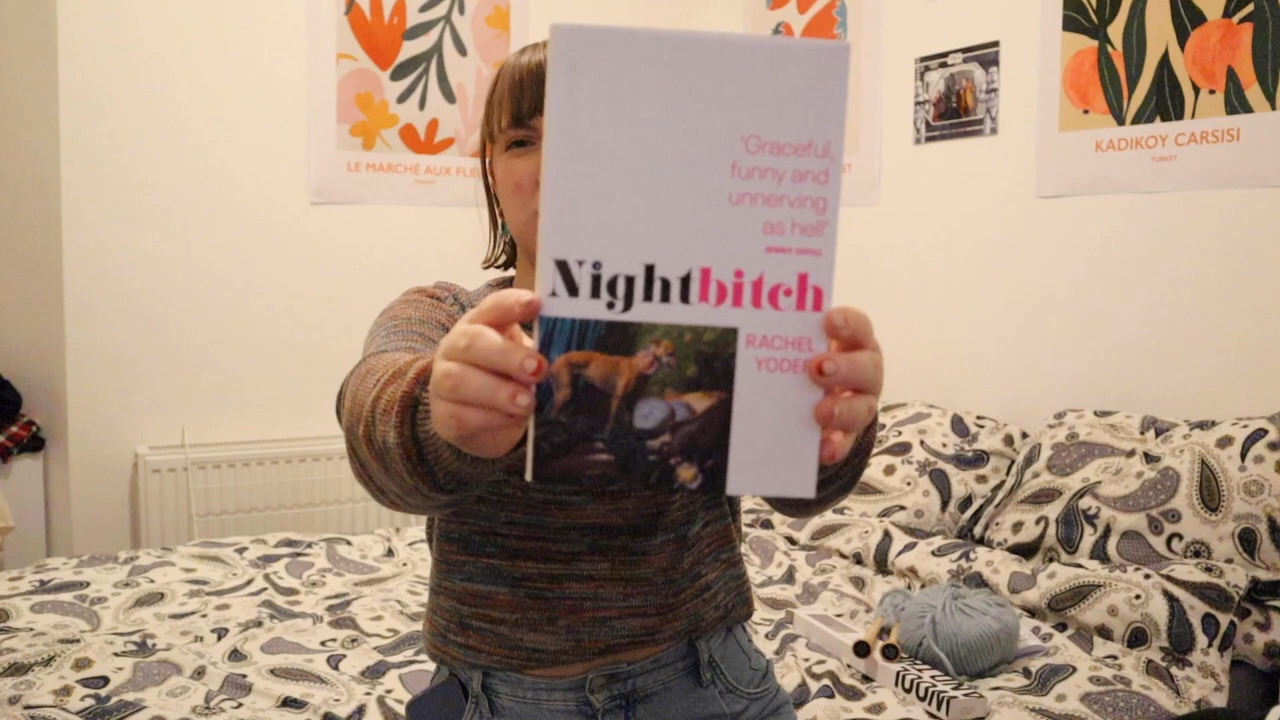 LE MARCHÉ AUX FLE
KADIKOY CARSISI
TURKEY
'Graceful,
funny and
unnerving
as hell'
Nightbitch
RACHEL
YODER